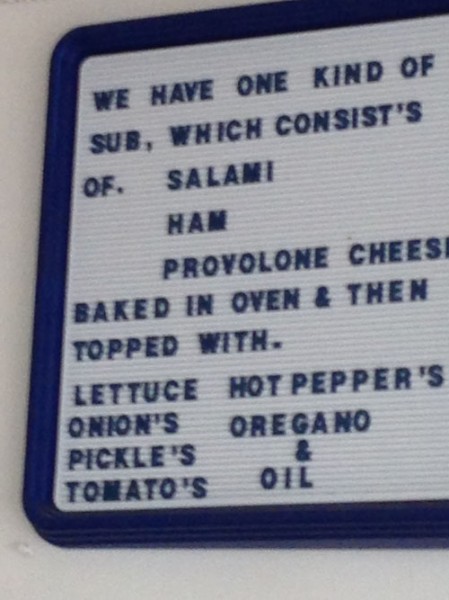 WE HAVE ONE KIND OF
SUB, WHICH CONSIST'S
OF. SALAMI
HAM
PROVOLONE CHEES
BAKED IN OVEN & THEN
TOPPED WITH.
LETTUCE HOT PEPPER'S
ONION'S OREGANO
PICKLE'S &
TOMATO'S OIL